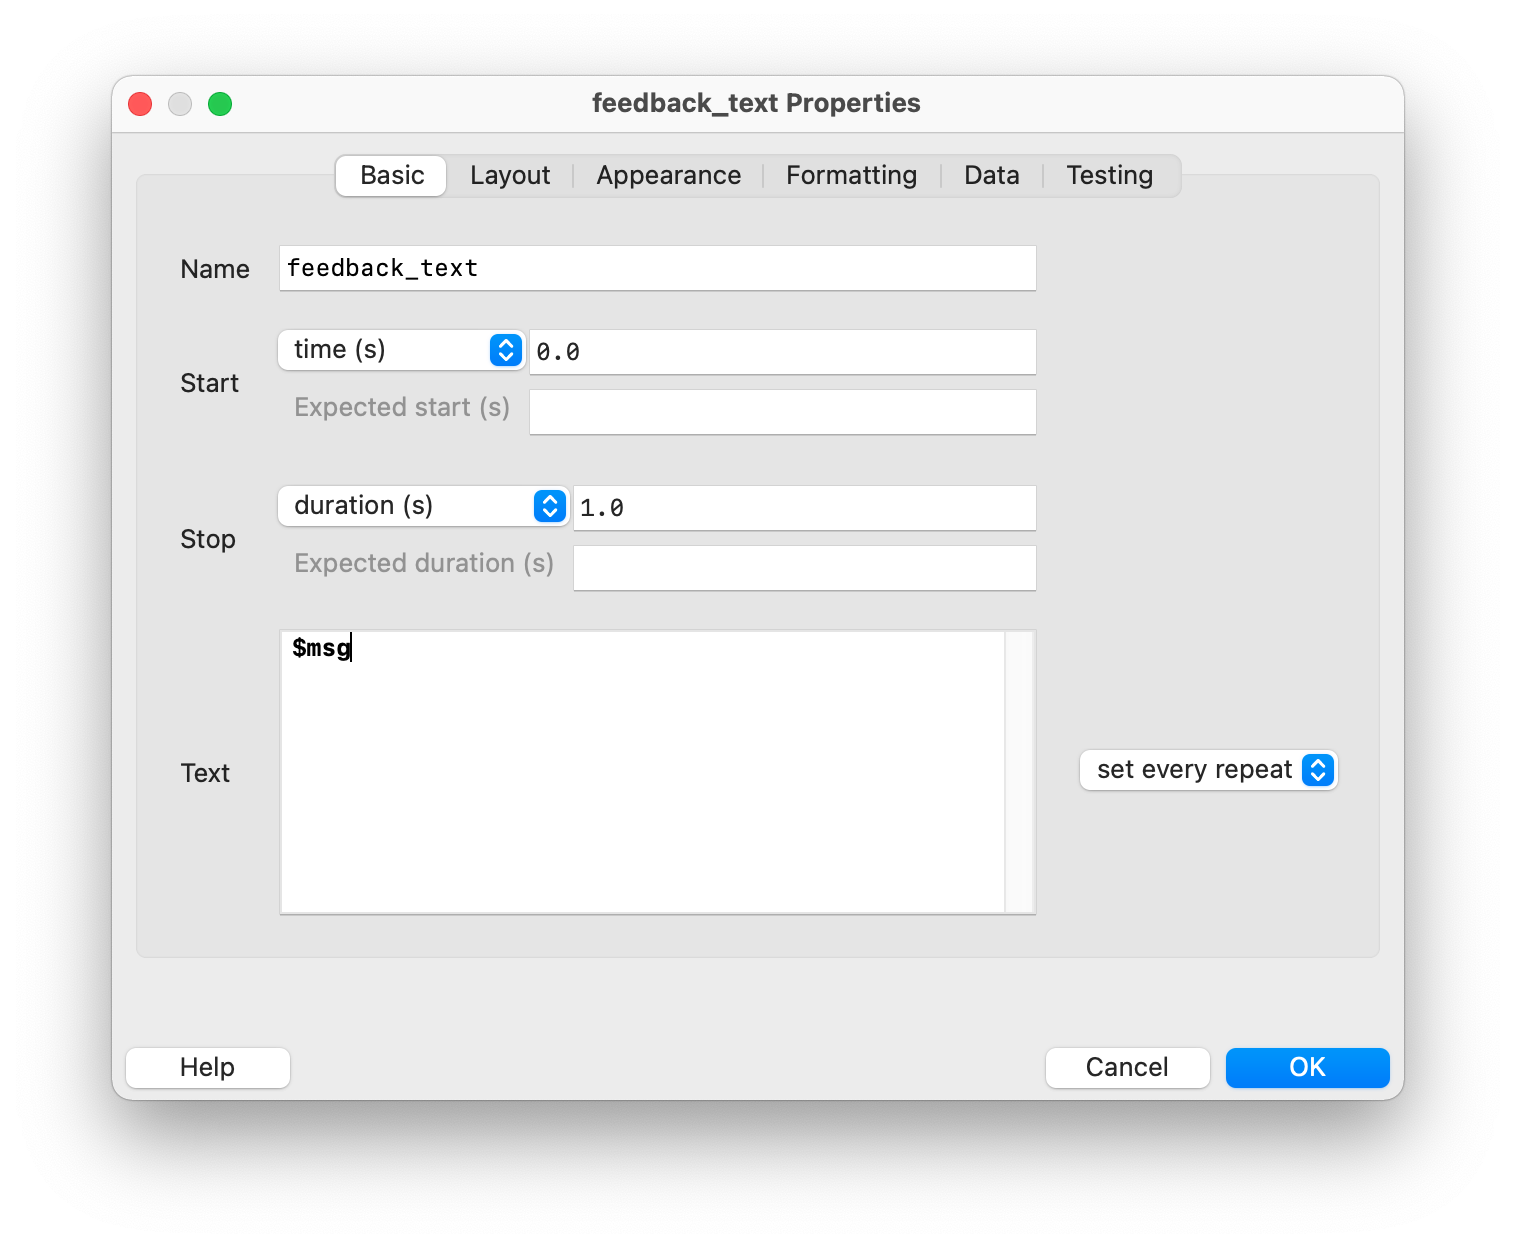 feedback_text Properties
Basic Layout Appearance Formatting Data Testing
Name feedback_text
Start time (s) 0.0
Expected start (s)
Stop duration (s) 1.0
Expected duration (s)
$msg
Text set every repeat
Help Cancel OK